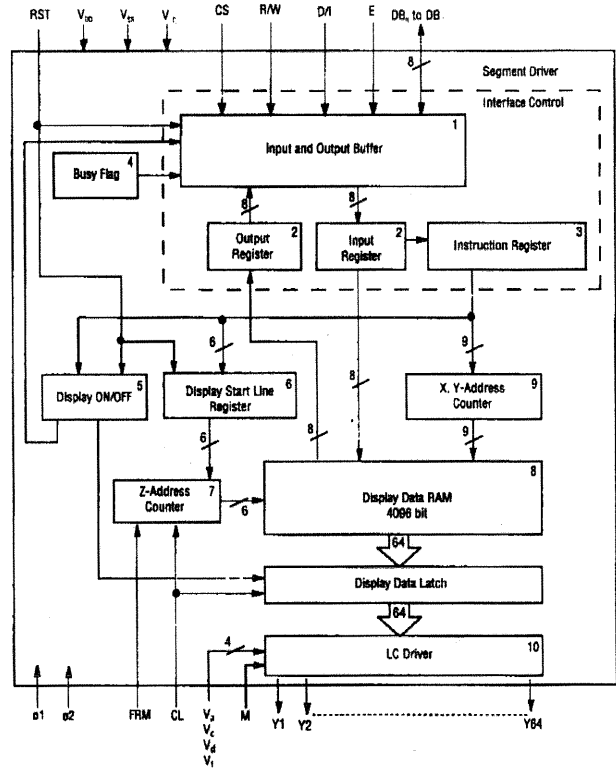 RST
CS
R/W
D/I
E
8
Segment Driver
Interface Control
1
Input and Output Buffer
4
Busy Flag
8
8
2
Output
Register
2
Input
Register
3
Instruction Register
6
9
8
5
Display ON/OFF
6
Display Start Line
Register
9
X, Y-Address
Counter
6
8
9
7
Z-Address
Counter
6
8
Display Data RAM
4096 bit
64
Display Data Latch
64
4
10
LC Driver
ø1
ø2
FRM
CL
M
Y1
Y2
Y64